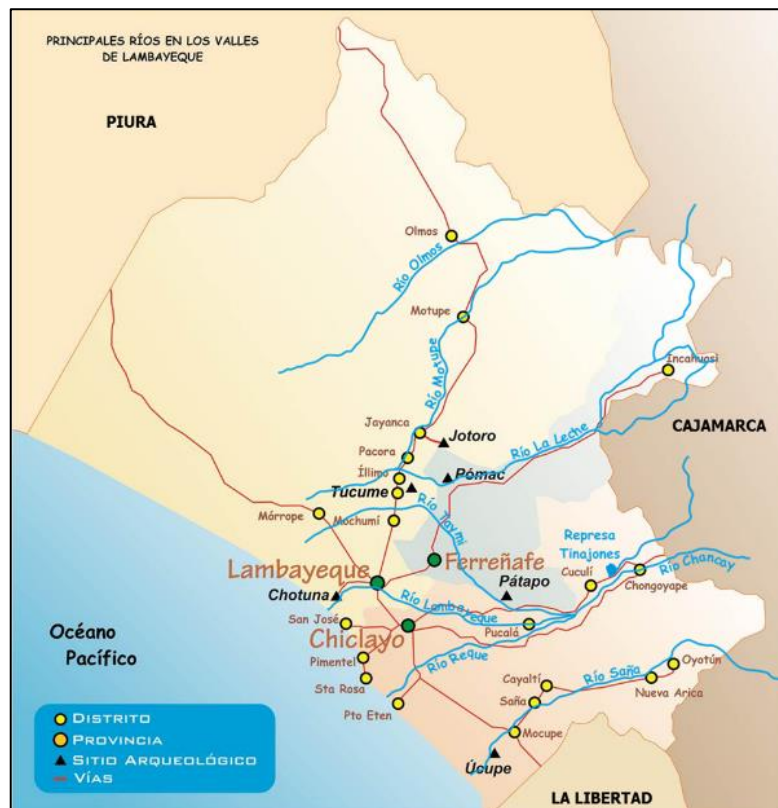 PRINCIPALES RÍOS EN LOS VALLES
DE LAMBAYEQUE
PIURA
Olmos
Río Olmos
Motupe
Río Motupe
Incahuasi
CAJAMARCA
Jayanca
Jotoro
Río La Leche
Pacora
Pómac
Íllimo
Tucume
Río Taymi
Mórrope
Mochumí
Represa
Tinajones
Ferreñafe
Río Chancay
Lambayeque
Cuculí
Chongoyape
Chotuna
Pátapo
Río Lambayeque
San José
Chiclayo
Pucalá
Océano
Pacífico
Río Reque
Pimentel
Oyotún
Sta Rosa
Cayaltí
Río Saña
Nueva Arica
Pto Eten
Saña
Mocupe
Úcupe
DISTRITO
PROVINCIA
SITIO ARQUEOLÓGICO
VÍAS
LA LIBERTAD